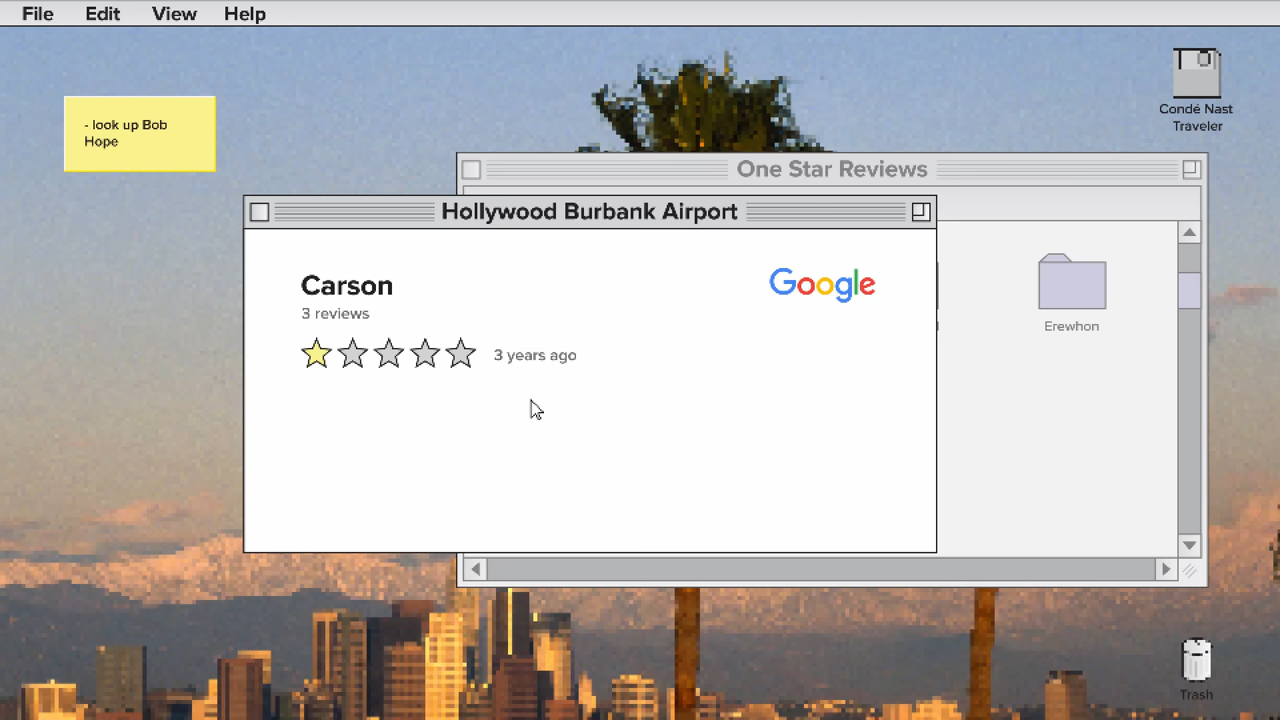 File Edit View Help
- look up Bob
Hope
Condé Nast
Traveler
One Star Reviews
Hollywood Burbank Airport
Carson
Google
3 reviews
3 years ago
Erewhon
Trash